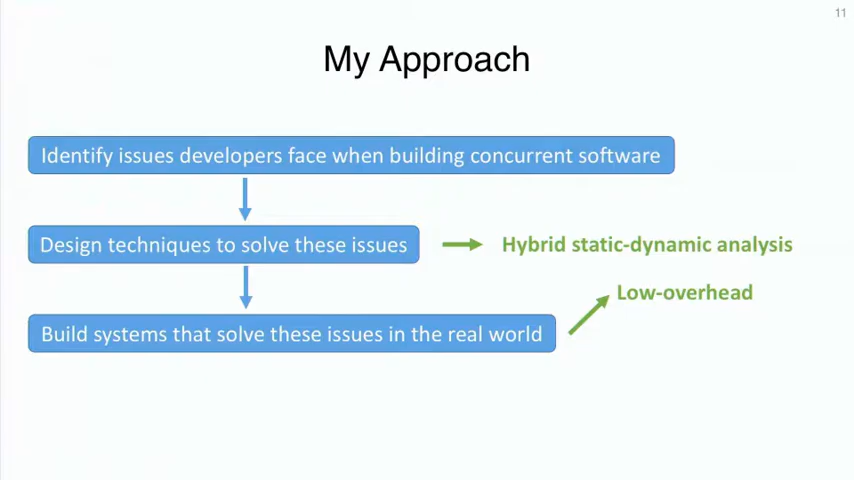 11
My Approach
Identify issues developers face when building concurrent software
Design techniques to solve these issues
Hybrid static-dynamic analysis
Low-overhead
Build systems that solve these issues in the real world